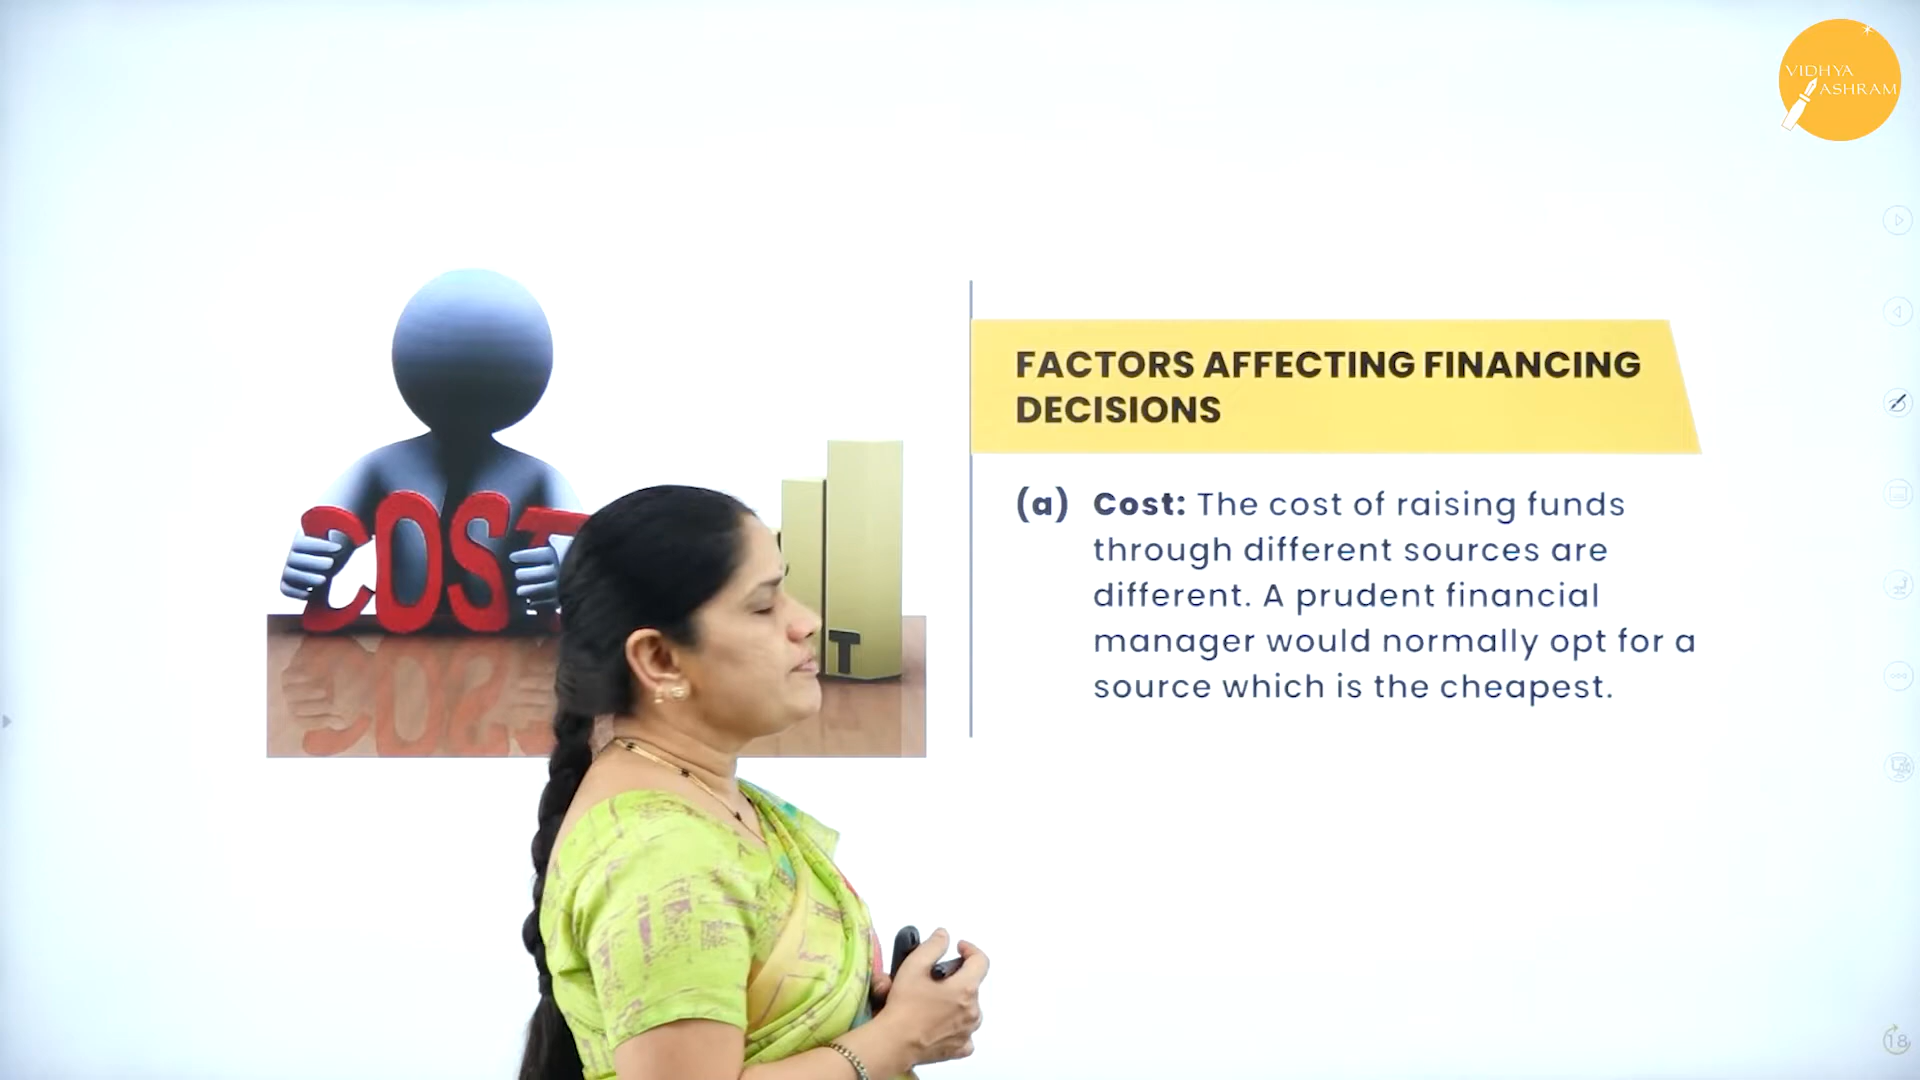 VIDHYA
ASHRAM
FACTORS AFFECTING FINANCING
DECISIONS
(a) Cost: The cost of raising funds
through different sources are
different. A prudent financial
manager would normally opt for a
source which is the cheapest.
COST
T
18